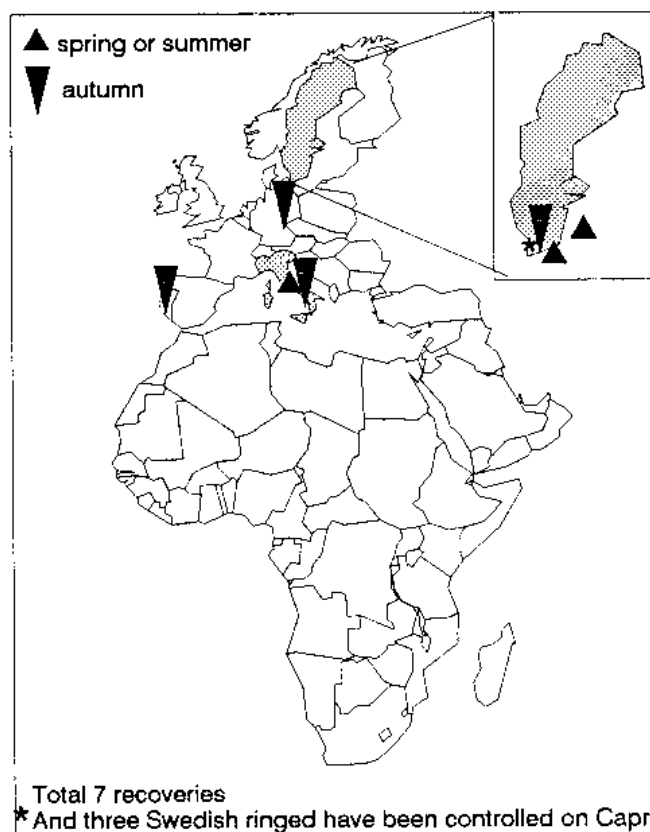 spring or summer
autumn
*
Total 7 recoveries
* And three Swedish ringed have been controlled on Capr